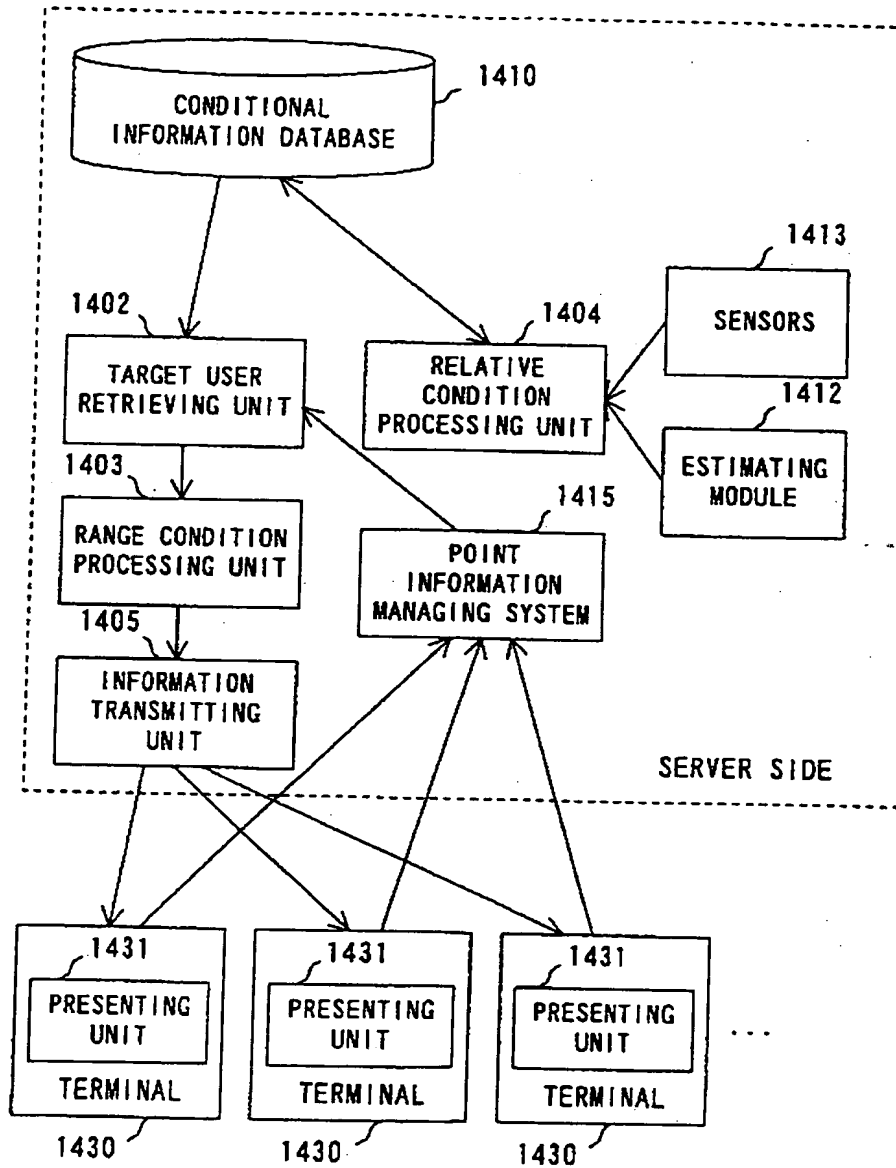 1410
CONDITIONAL
INFORMATION DATABASE
1413
SENSORS
1402
TARGET USER
RETRIEVING UNIT
1404
RELATIVE
CONDITION
PROCESSING UNIT
1412
ESTIMATING
MODULE
1403
RANGE CONDITION
PROCESSING UNIT
1415
POINT
INFORMATION
MANAGING SYSTEM
...
1405
INFORMATION
TRANSMITTING
UNIT
SERVER SIDE
1431
PRESENTING
UNIT
TERMINAL
1430
1431
PRESENTING
UNIT
TERMINAL
1430
1431
PRESENTING
UNIT
TERMINAL
1430
...